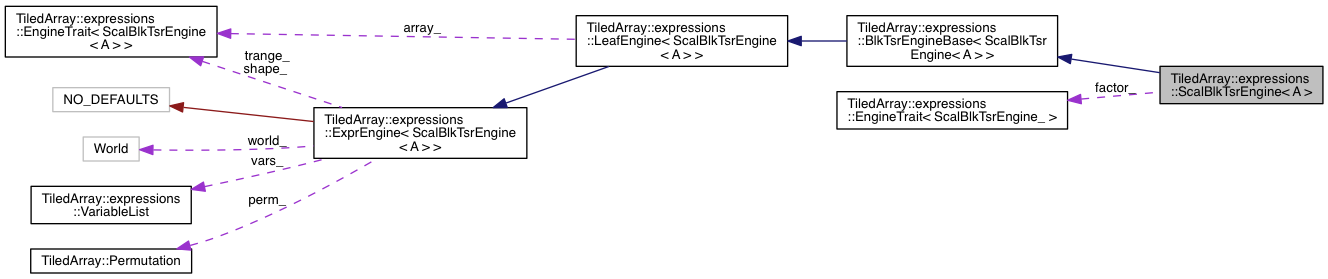 TiledArray::expressions
::EngineTrait< ScalBlkTsrEngine
< A > >
array_
trange_
shape_
NO_DEFAULTS
World
TiledArray::expressions
::VariableList
TiledArray::Permutation
TiledArray::expressions
::ExprEngine< ScalBlkTsrEngine
< A > >
world_
vars_
perm_
TiledArray::expressions
::LeafEngine< ScalBlkTsrEngine
< A > >
TiledArray::expressions
::BlkTsrEngineBase< ScalBlkTsr
Engine< A > >
TiledArray::expressions
::EngineTrait< ScalBlkTsrEngine_ >
factor_
TiledArray::expressions
::ScalBlkTsrEngine< A >